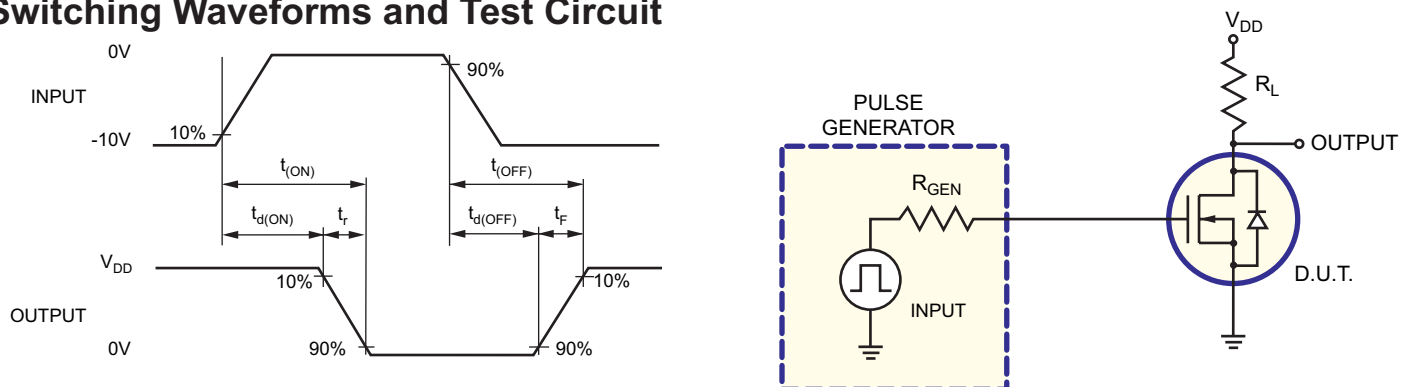 Switching Waveforms and Test Circuit
0V
INPUT
-10V
10%
90%
t(ON)
t(OFF)
td(ON)
tr
td(OFF)
tF
VDD
OUTPUT
0V
10%
90%
10%
90%
PULSE
GENERATOR
RGEN
INPUT
VDD
RL
OUTPUT
D.U.T.